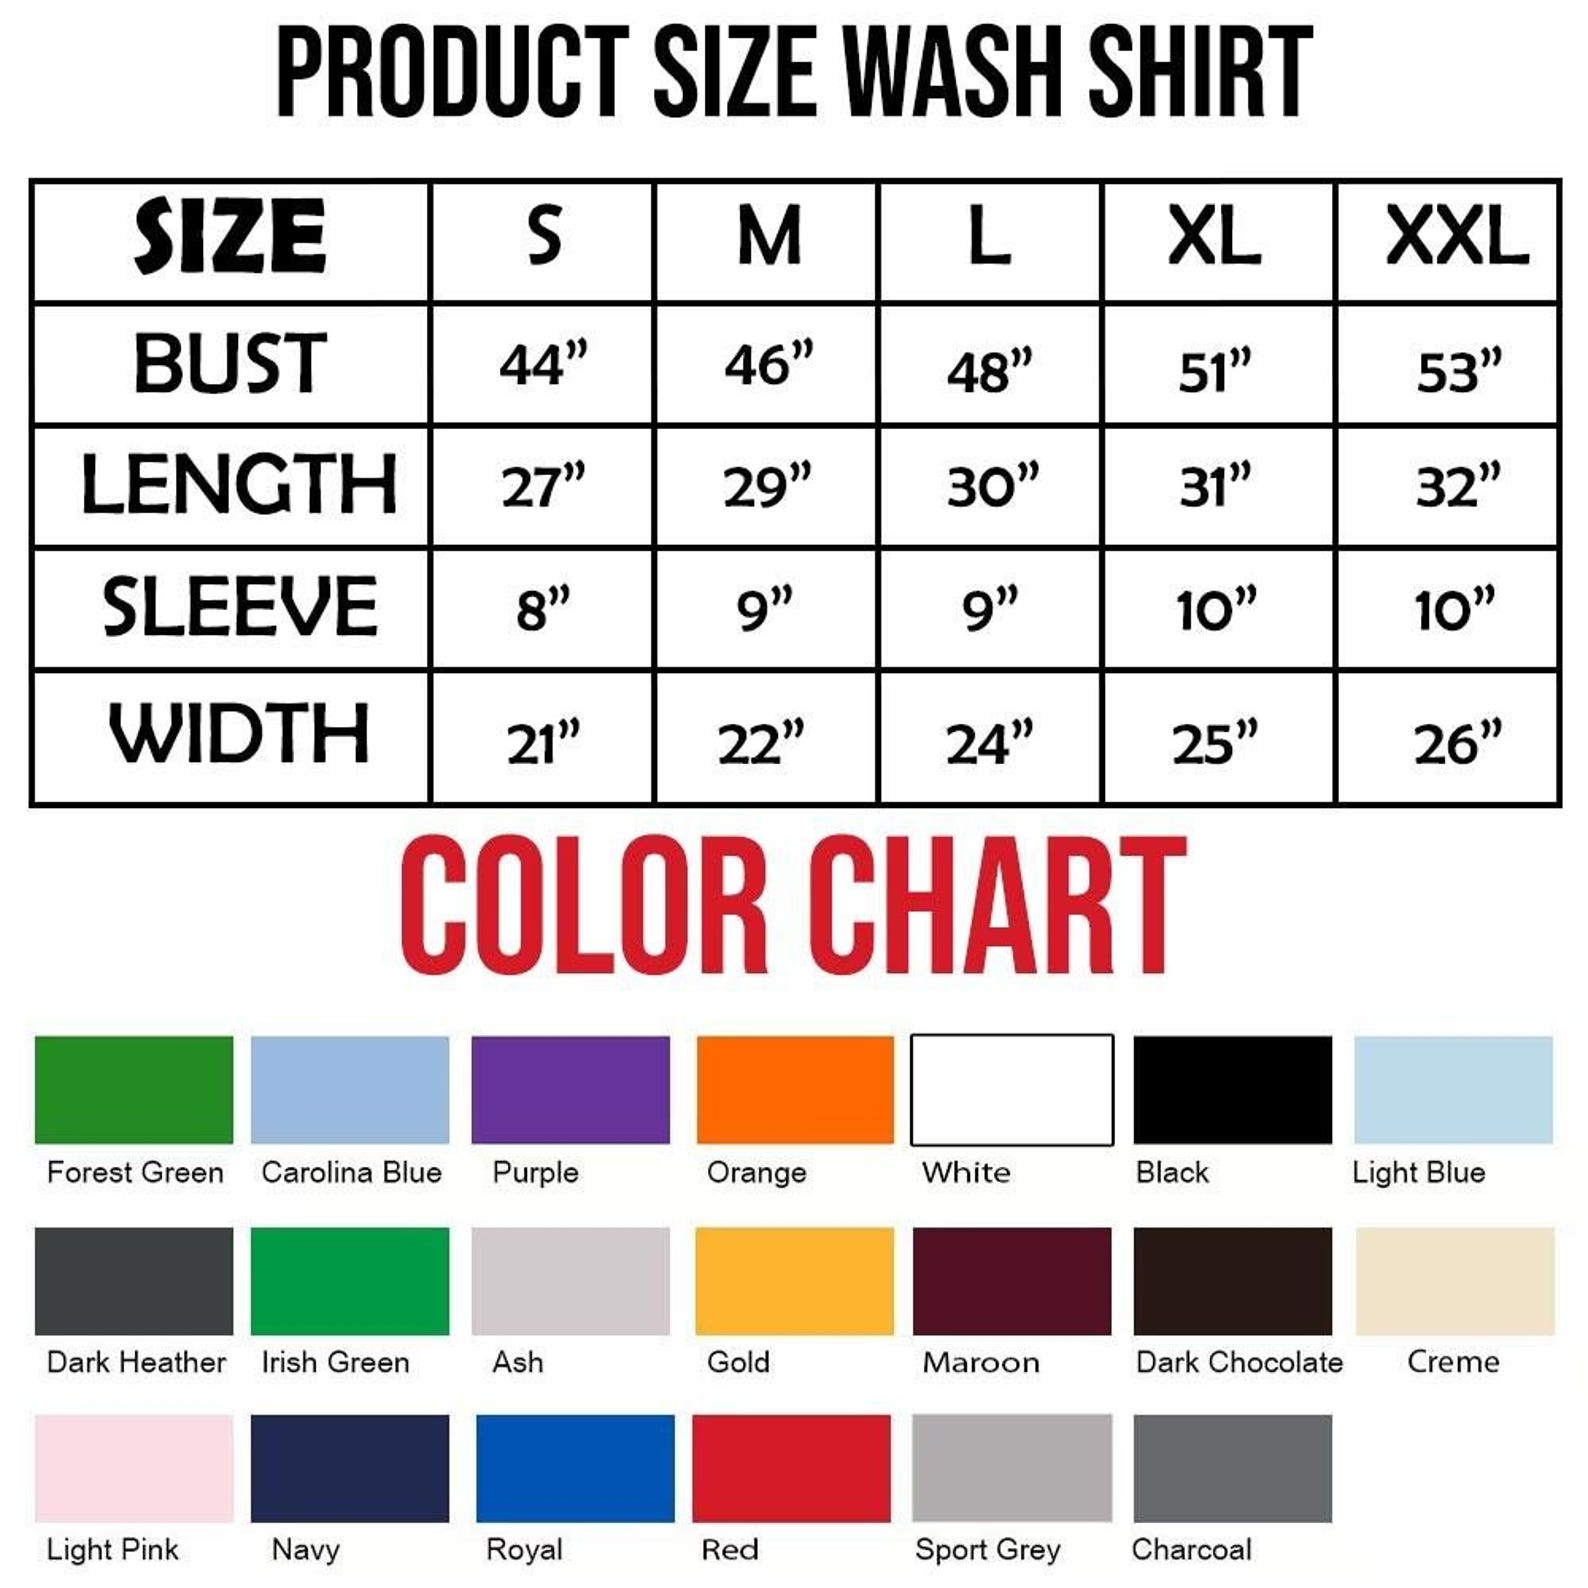 PRODUCT SIZE WASH SHIRT
SIZE S M L XL XXL
BUST 44” 46” 48” 51” 53”
LENGTH 27” 29” 30” 31” 32”
SLEEVE 8” 9” 9” 10” 10”
WIDTH 21” 22” 24” 25” 26”
COLOR CHART
Forest Green Carolina Blue Purple Orange White Black Light Blue
Dark Heather Irish Green Ash Gold Maroon Dark Chocolate Creme
Light Pink Navy Royal Red Sport Grey Charcoal